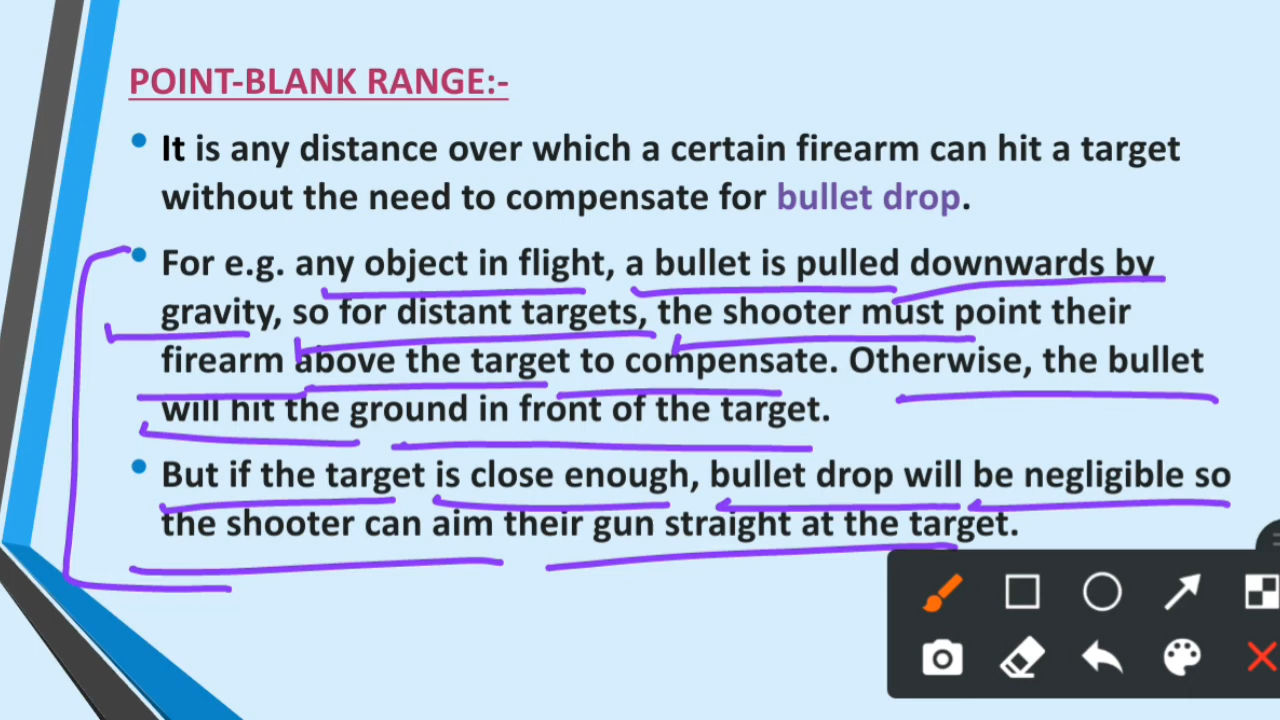 POINT-BLANK RANGE:-
• It is any distance over which a certain firearm can hit a target
without the need to compensate for bullet drop.
• For e.g. any object in flight, a bullet is pulled downwards by
gravity, so for distant targets, the shooter must point their
firearm above the target to compensate. Otherwise, the bullet
will hit the ground in front of the target.
• But if the target is close enough, bullet drop will be negligible so
the shooter can aim their gun straight at the target.